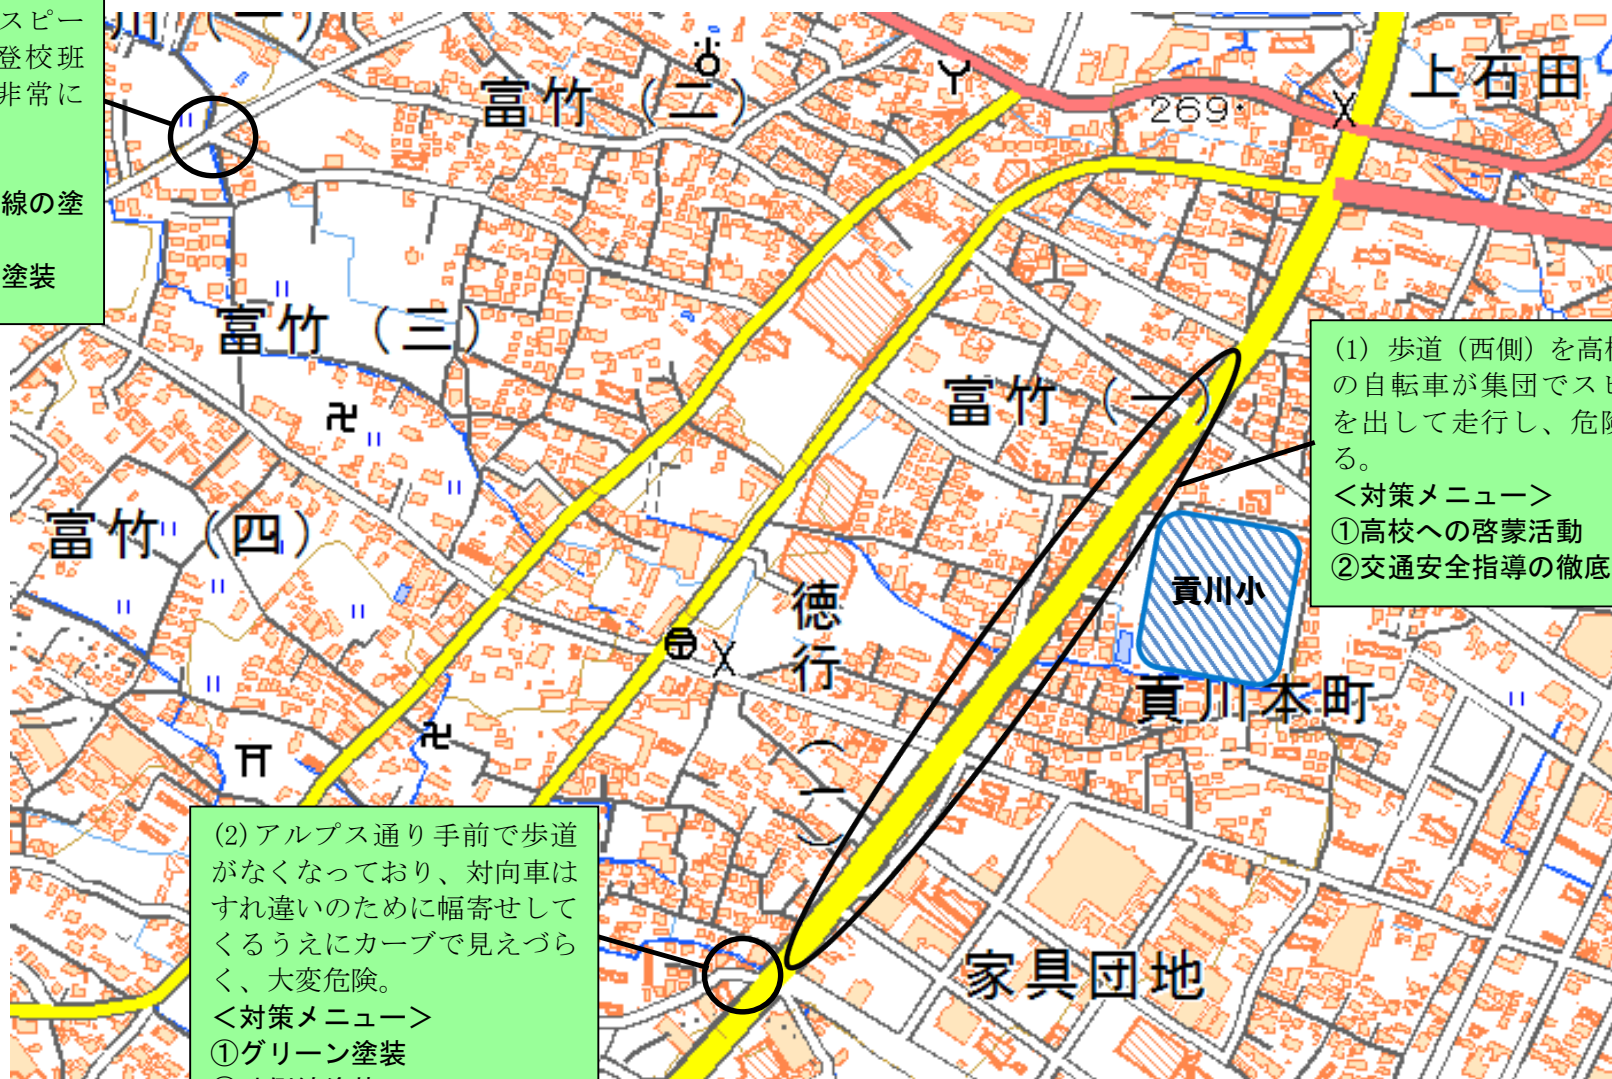 スピー
登校班
非常に
線の塗
塗装
富竹（二）
269
上石田
富竹（三）
富竹（一）
(1) 歩道（西側）を高校
の自転車が集団でスピ
を出して走行し、危険
る。
＜対策メニュー＞
①高校への啓蒙活動
②交通安全指導の徹底
富竹（四）
徳行（一）
貢川小
貢川本町
(2)アルプス通り手前で歩道
がなくなっており、対向車は
すれ違いのために幅寄せして
くるうえにカーブで見えづら
く、大変危険。
＜対策メニュー＞
①グリーン塗装
家具団地